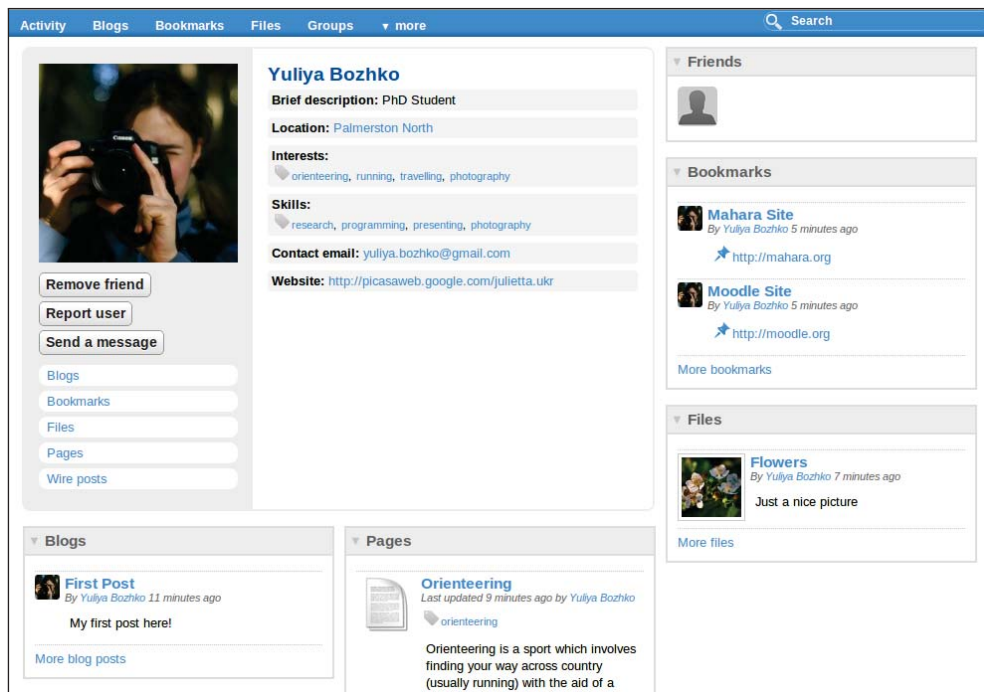 Activity Blogs Bookmarks Files Groups ▼ more Search
Yuliya Bozhko
Brief description: PhD Student
Location: Palmerston North
Interests:
orienteering, running, travelling, photography
Skills:
research, programming, presenting, photography
Contact email: yuliya.bozhko@gmail.com
Website: http://picasaweb.google.com/julietta.ukr
Canon
Remove friend
Report user
Send a message
Blogs
Bookmarks
Files
Pages
Wire posts
▼ Friends
▼ Bookmarks
Mahara Site
By Yuliya Bozhko 5 minutes ago
http://mahara.org
Moodle Site
By Yuliya Bozhko 5 minutes ago
http://moodle.org
More bookmarks
▼ Files
Flowers
By Yuliya Bozhko 7 minutes ago
Just a nice picture
More files
▼ Blogs
First Post
By Yuliya Bozhko 11 minutes ago
My first post here!
More blog posts
▼ Pages
Orienteering
Last updated 9 minutes ago by Yuliya Bozhko
orienteering
Orienteering is a sport which involves
finding your way across country
(usually running) with the aid of a